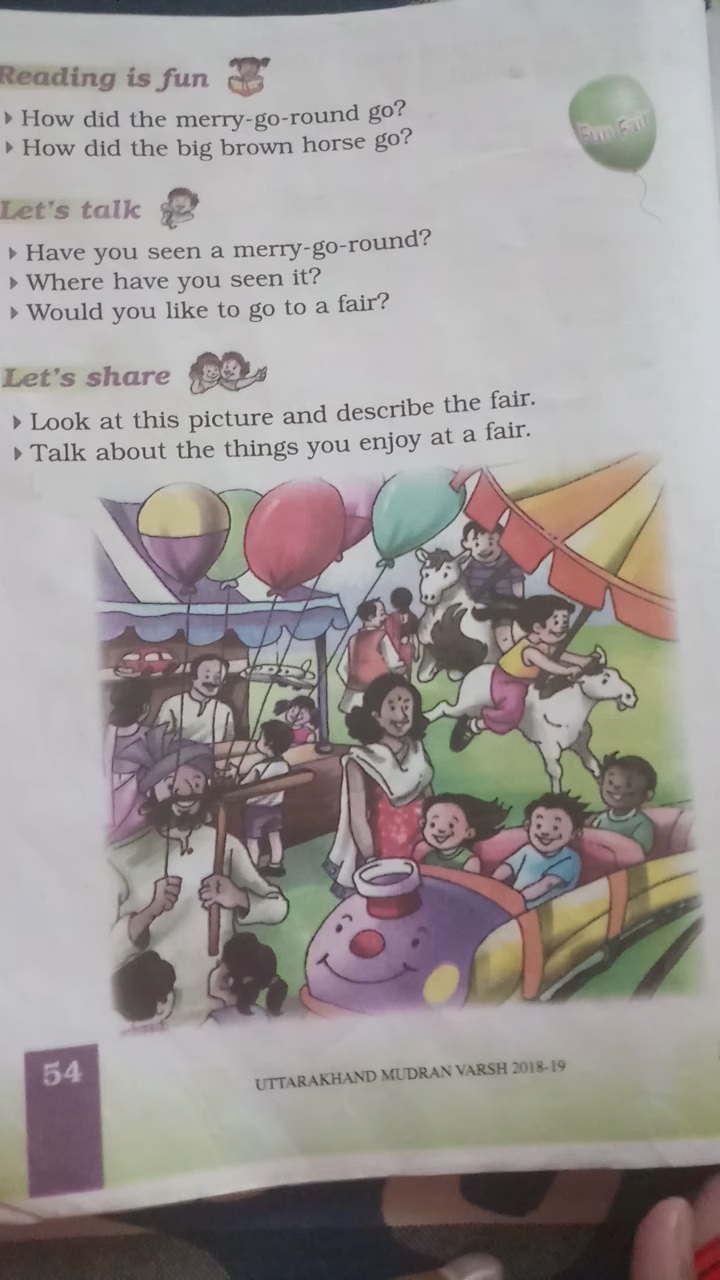 Reading is fun
How did the merry-go-round go?
How did the big brown horse go?
Fun Fair
Let's talk
Have you seen a merry-go-round?
Where have you seen it?
Would you like to go to a fair?
Let's share
Look at this picture and describe the fair.
Talk about the things you enjoy at a fair.
54
UTTARAKHAND MUDRAN VARSH 2018-19